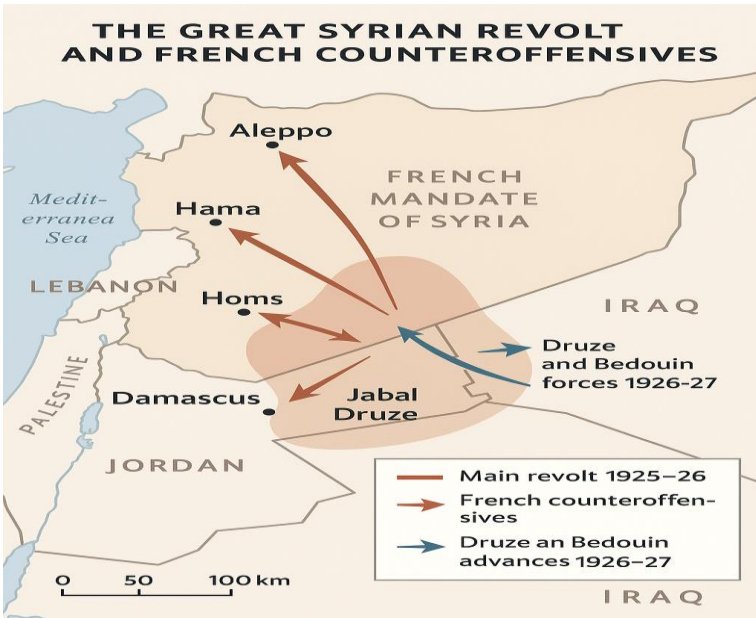 THE GREAT SYRIAN REVOLT
AND FRENCH COUNTEROFFENSIVES
Aleppo
FRENCH
MANDATE
OF SYRIA
Medit-
erranea
Sea
Hama
LEBANON
Homs
IRAQ
Druze
and Bedouin
forces 1926-27
PALESTINE
Damascus
Jabal
Druze
JORDAN
Main revolt 1925–26
French counteroffen-
sives
Druze an Bedouin
advances 1926–27
0 50 100 km
IRAQ